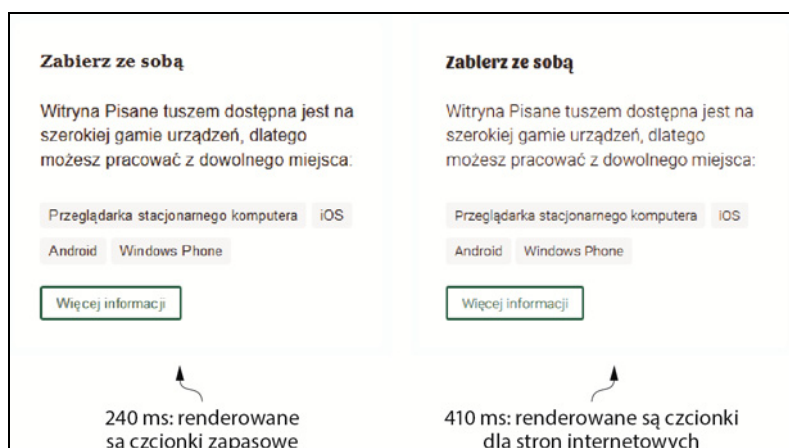 Zabierz ze sobą
Witryna Pisane tuszem dostępna jest na
szerokiej gamie urządzeń, dlatego
możesz pracować z dowolnego miejsca:
Przeglądarka stacjonarnego komputera iOS
Android Windows Phone
Więcej informacji
240 ms: renderowane
są czcionki zapasowe
Zabierz ze sobą
Witryna Pisane tuszem dostępna jest na
szerokiej gamie urządzeń, dlatego
możesz pracować z dowolnego miejsca:
Przeglądarka stacjonarnego komputera IOS
Android Windows Phone
Więcej informacji
410 ms: renderowane są czcionki
dla stron internetowych